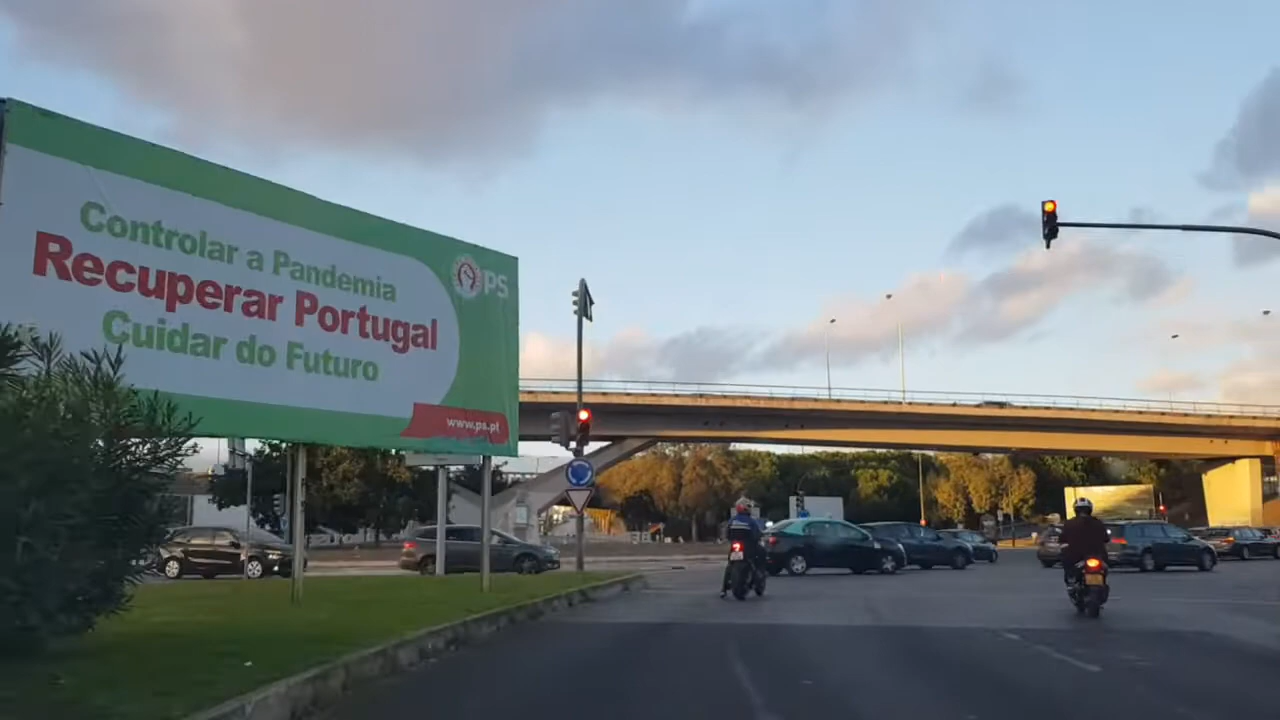 Controlar a Pandemia
Recuperar Portugal
Cuidar do Futuro
PS
www.ps.pt